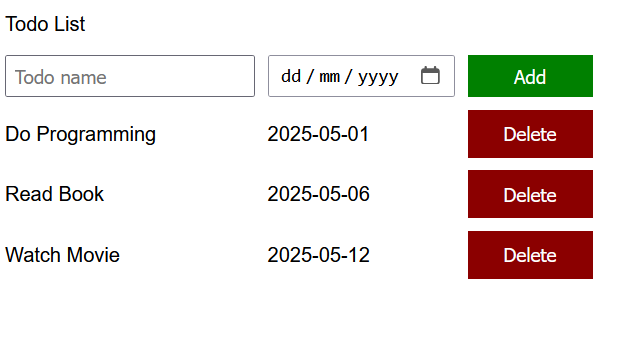 Todo List
Todo name dd/mm/yyyy Add
Do Programming 2025-05-01 Delete
Read Book 2025-05-06 Delete
Watch Movie 2025-05-12 Delete